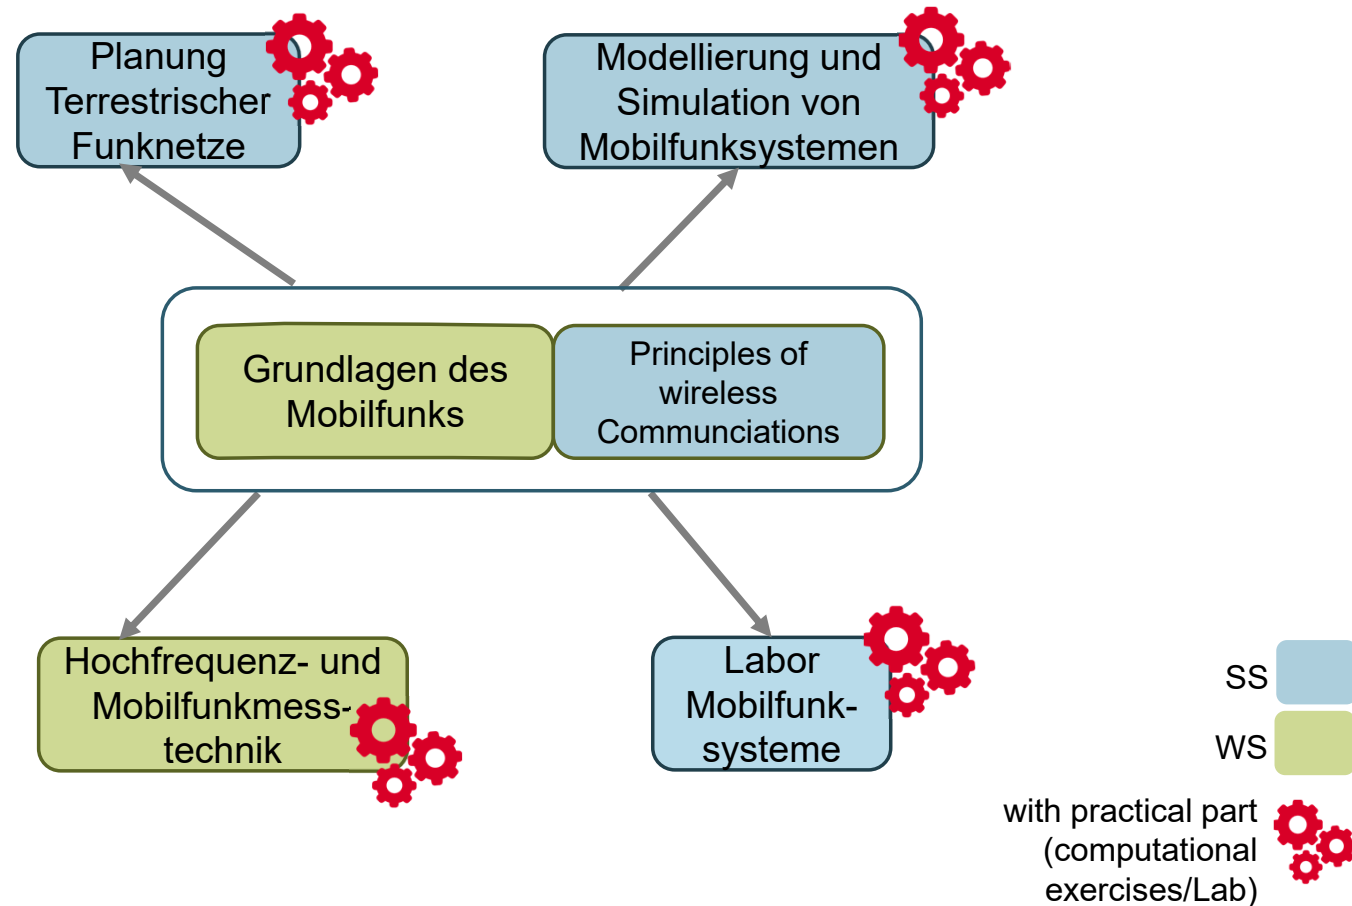 Planung
Terrestrischer
Funknetze
Modellierung und
Simulation von
Mobilfunksystemen
Grundlagen des
Mobilfunks
Principles of
wireless
Communciations
Hochfrequenz- und
Mobilfunkmess-
technik
Labor
Mobilfunk-
systeme
SS
WS
with practical part
(computational
exercises/Lab)